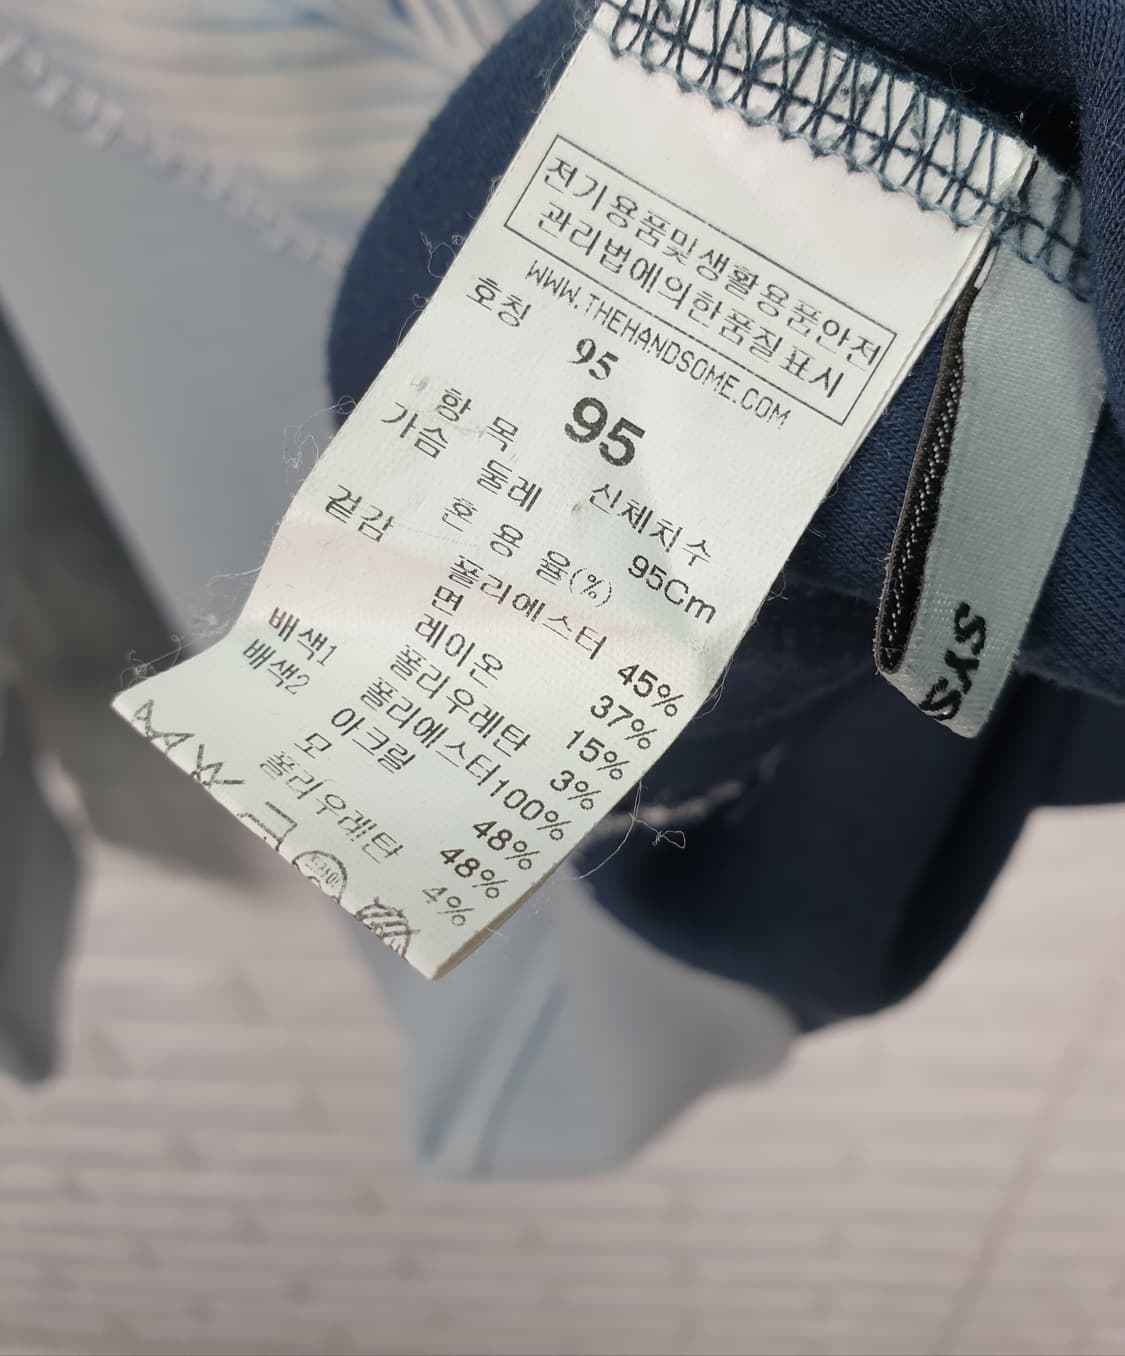 전기용품및생활용품안전
관리법에의한품질표시
WWW.THEHANDSOME.COM
호칭 95
95
항 목 신체치수
가슴 둘레 95Cm
혼 용 율(%)
겉감 폴리에스터 45%
면 37%
레이온 15%
폴리우레탄 3%
배색1 폴리에스터100%
배색2 아크릴 48%
모 48%
폴리우레탄 4%
SYS